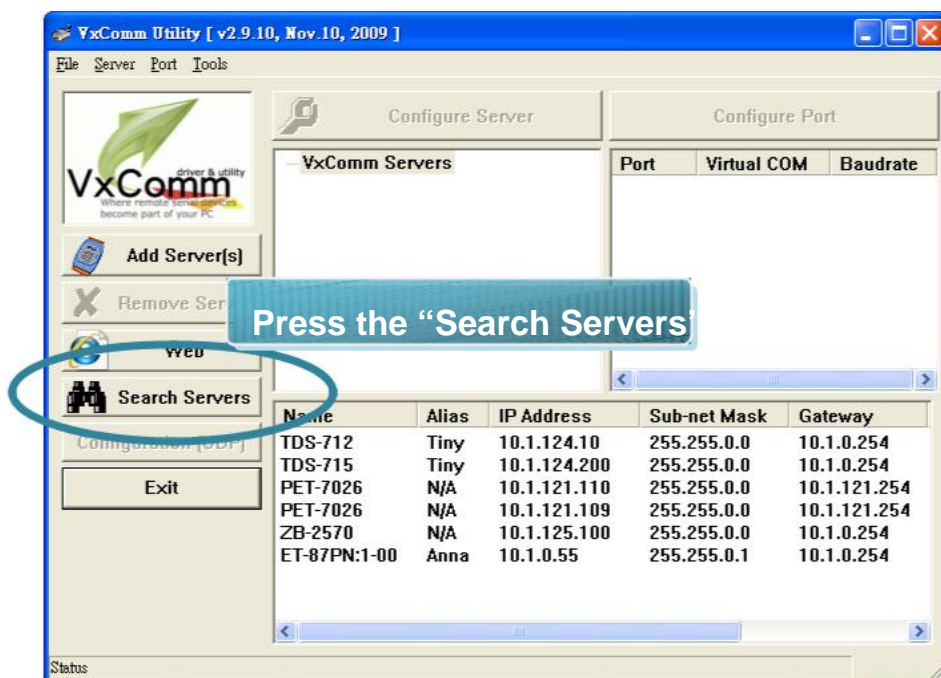 VxComm Utility [ v2.9.10, Nov.10, 2009 ]
File Server Port Tools
driver & utility
VxComm
Where remote serial devices
become part of your PC
Configure Server
Configure Port
VxComm Servers
Port Virtual COM Baudrate
Add Server(s)
Remove Ser
Press the “Search Servers”
Web
Search Servers
Configuration (UDP)
Exit
Name Alias IP Address Sub-net Mask Gateway
TDS-712 Tiny 10.1.124.10 255.255.0.0 10.1.0.254
TDS-715 Tiny 10.1.124.200 255.255.0.0 10.1.0.254
PET-7026 N/A 10.1.121.110 255.255.0.0 10.1.121.254
PET-7026 N/A 10.1.121.109 255.255.0.0 10.1.121.254
ZB-2570 N/A 10.1.125.100 255.255.0.0 10.1.0.254
ET-87PN:1-00 Anna 10.1.0.55 255.255.0.1 10.1.0.254
Status